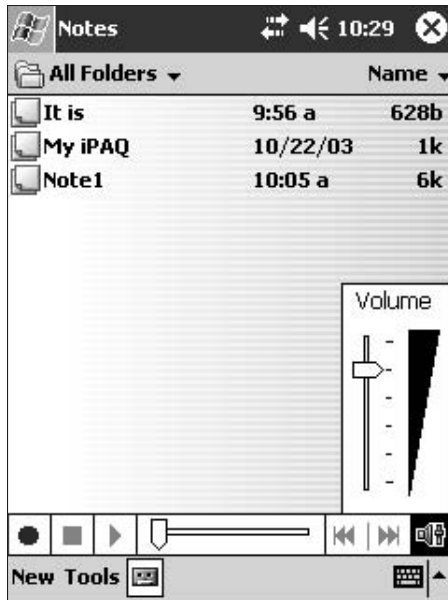 Notes 10:29
All Folders Name
It is 9:56 a 628b
My iPAQ 10/22/03 1k
Note1 10:05 a 6k
Volume
New Tools